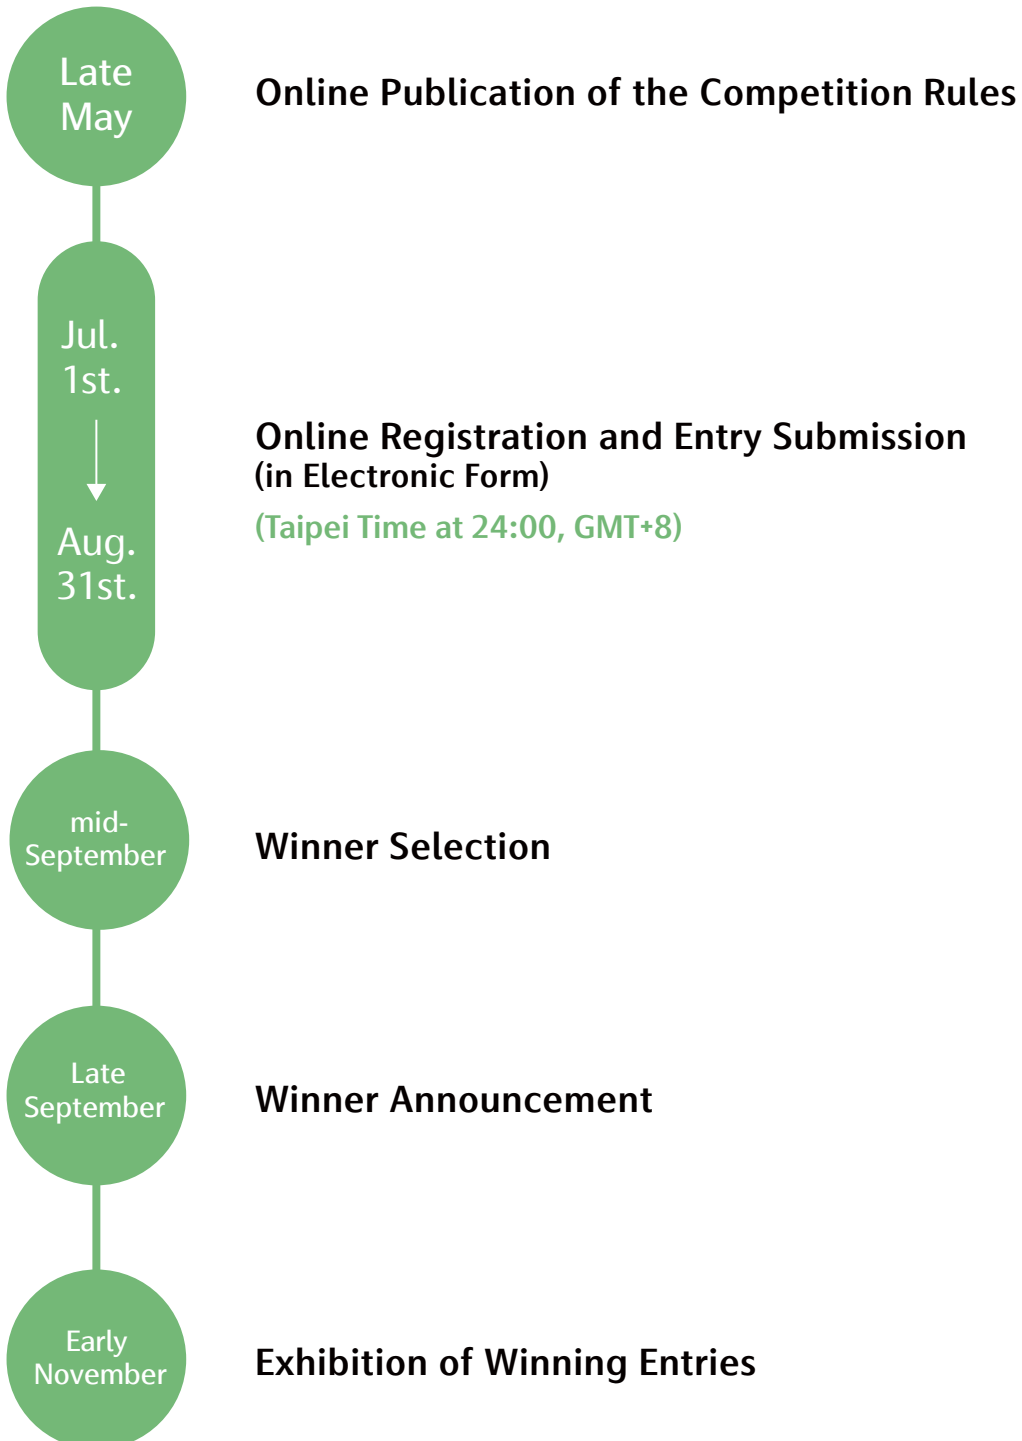 Late
May
Online Publication of the Competition Rules
Jul.
1st.
Aug.
31st.
Online Registration and Entry Submission
(in Electronic Form)
(Taipei Time at 24:00, GMT+8)
mid-
September
Winner Selection
Late
September
Winner Announcement
Early
November
Exhibition of Winning Entries